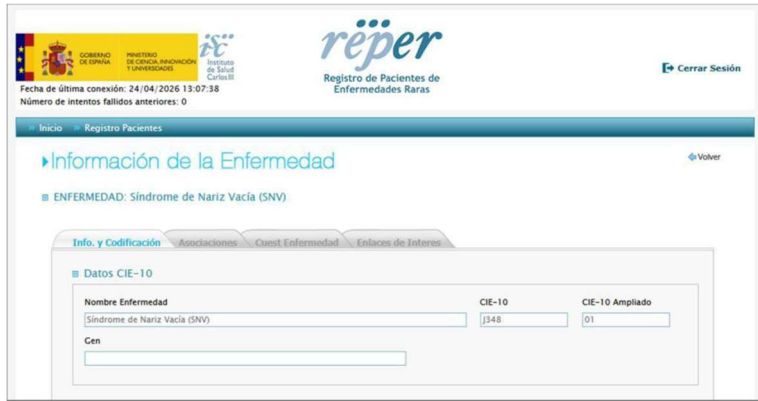 GOBIERNO DE ESPAÑA
MINISTERIO DE CIENCIA, INNOVACIÓN Y UNIVERSIDADES
isc
Instituto de Salud Carlos III
reper
Registro de Pacientes de
Enfermedades Raras
Cerrar Sesión
Fecha de última conexión: 24/04/2026 13:07:38
Número de intentos fallidos anteriores: 0
» Inicio » Registro Pacientes
Información de la Enfermedad
Volver
ENFERMEDAD: Síndrome de Nariz Vacía (SNV)
Info. y Codificación Asociaciones Cuest Enfermedad Enlaces de Interes
Datos CIE-10
Nombre Enfermedad CIE-10 CIE-10 Ampliado
Síndrome de Nariz Vacía (SNV) J348 01
Gen